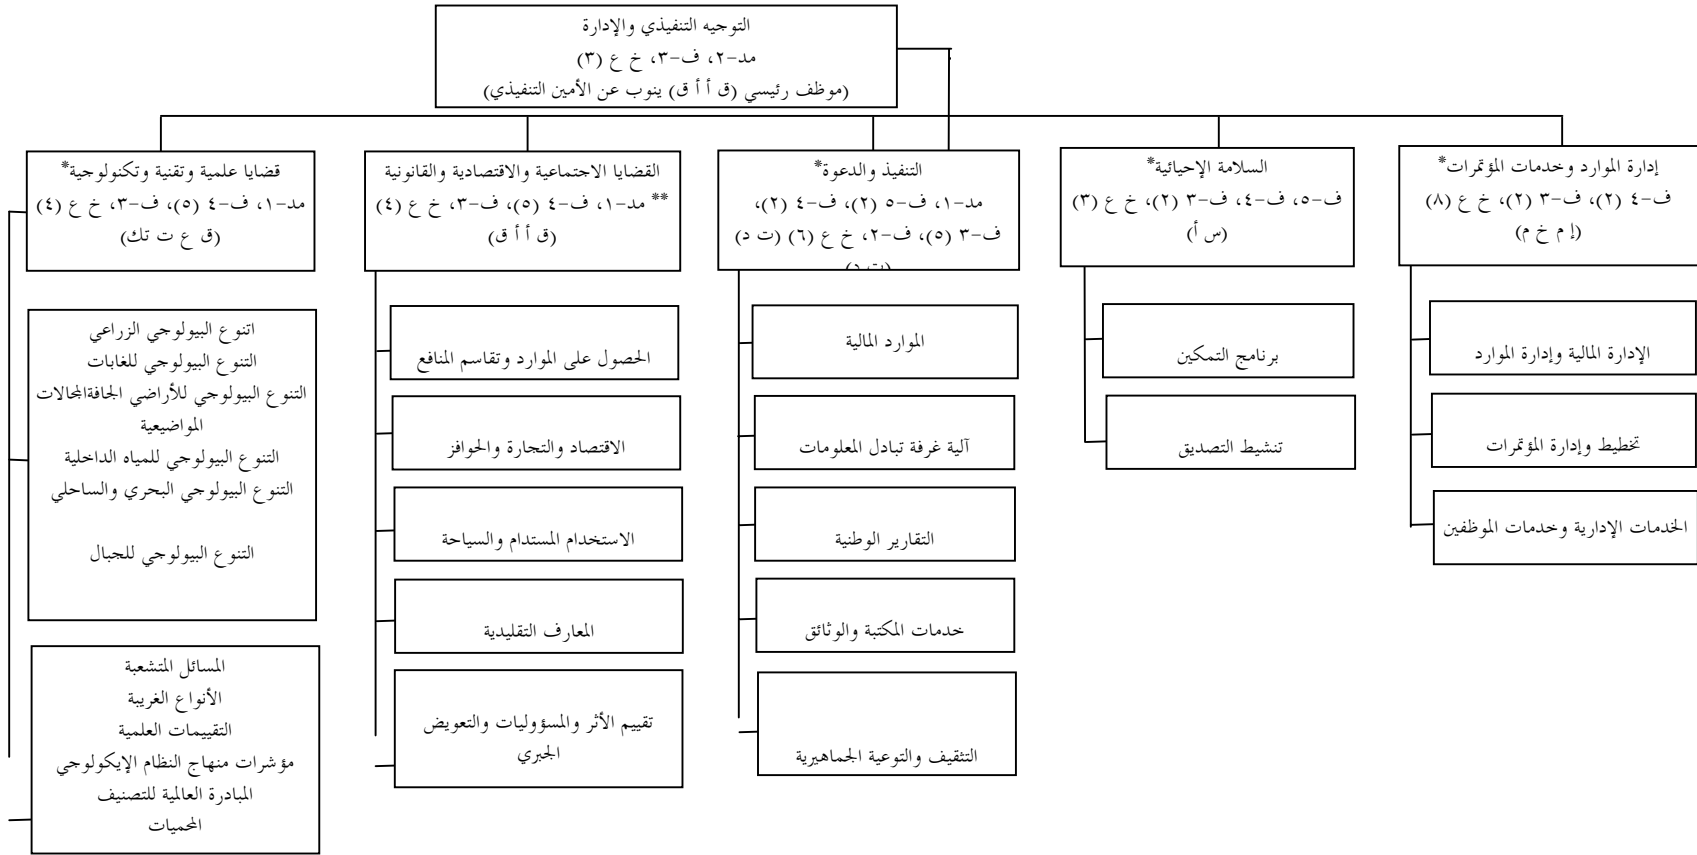 التوجيه التنفيذي والإدارة
مد-٢، ف-٣، خ ع (٣)
(موظف رئيسي (ق أ أ ق) ينوب عن الأمين التنفيذي)
إدارة الموارد وخدمات المؤتمرات*
ف-٤ (٢)، ف-٣ (٢)، خ ع (٨)
(إ م خ م)
الإدارة المالية وإدارة الموارد
تخطيط وإدارة المؤتمرات
الخدمات الإدارية وخدمات الموظفين
السلامة الإحيائية*
ف-٥، ف-٤، ف-٣ (٢)، خ ع (٣)
(س أ)
برنامج التمكين
تنشيط التصديق
التنفيذ والدعوة*
مد-١، ف-٥ (٢)، ف-٤ (٢)،
ف-٣ (٥)، ف-٢، خ ع (٦) (ت د)
(ت د)
الموارد المالية
آلية غرفة تبادل المعلومات
التقارير الوطنية
خدمات المكتبة والوثائق
التثقيف والتوعية الجماهيرية
القضايا الاجتماعية والاقتصادية والقانونية
** مد-١، ف-٤ (٥)، ف-٣، خ ع (٤)
(ق أ أ ق)
الحصول على الموارد وتقاسم المنافع
الاقتصاد والتجارة والحوافز
الاستخدام المستدام والسياحة
المعارف التقليدية
تقييم الأثر والمسؤوليات والتعويض
الجبري
قضايا علمية وتقنية وتكنولوجية*
مد-١، ف-٤ (٥)، ف-٣، خ ع (٤)
(ق ع ت تك)
اتنوع البيولوجي الزراعي
التنوع البيولوجي للغابات
التنوع البيولوجي للأراضي الجافةالمجالات
المواضيعية
التنوع البيولوجي للمياه الداخلية
التنوع البيولوجي البحري والساحلي
التنوع البيولوجي للجبال
المسائل المتشعبة
الأنواع الغريبة
التقييمات العلمية
مؤشرات منهاج النظام الإيكولوجي
المبادرة العالمية للتصنيف
المحميات